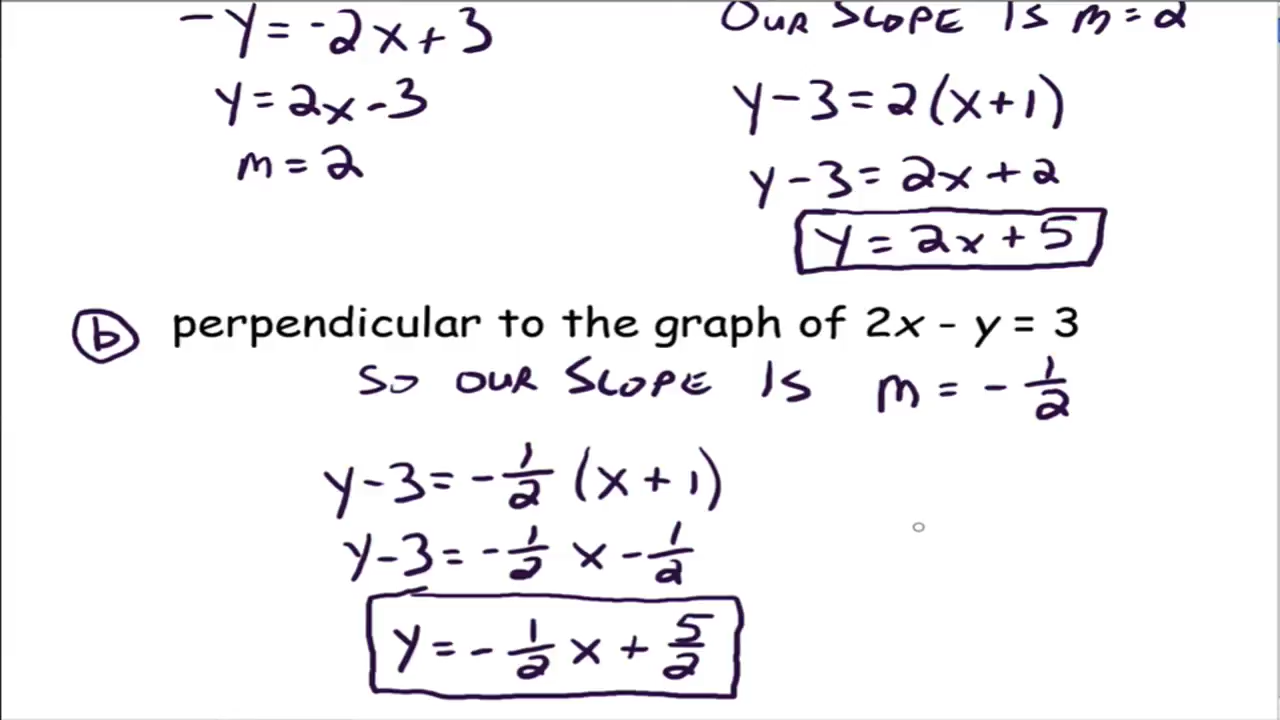 -y = -2x + 3
y = 2x - 3
m = 2
OUR SLOPE IS m = 2
y - 3 = 2(x + 1)
y - 3 = 2x + 2
y = 2x + 5
b perpendicular to the graph of 2x - y = 3
SO OUR SLOPE IS m = -1/2
y - 3 = -1/2 (x + 1)
y - 3 = -1/2 x - 1/2
y = -1/2 x + 5/2